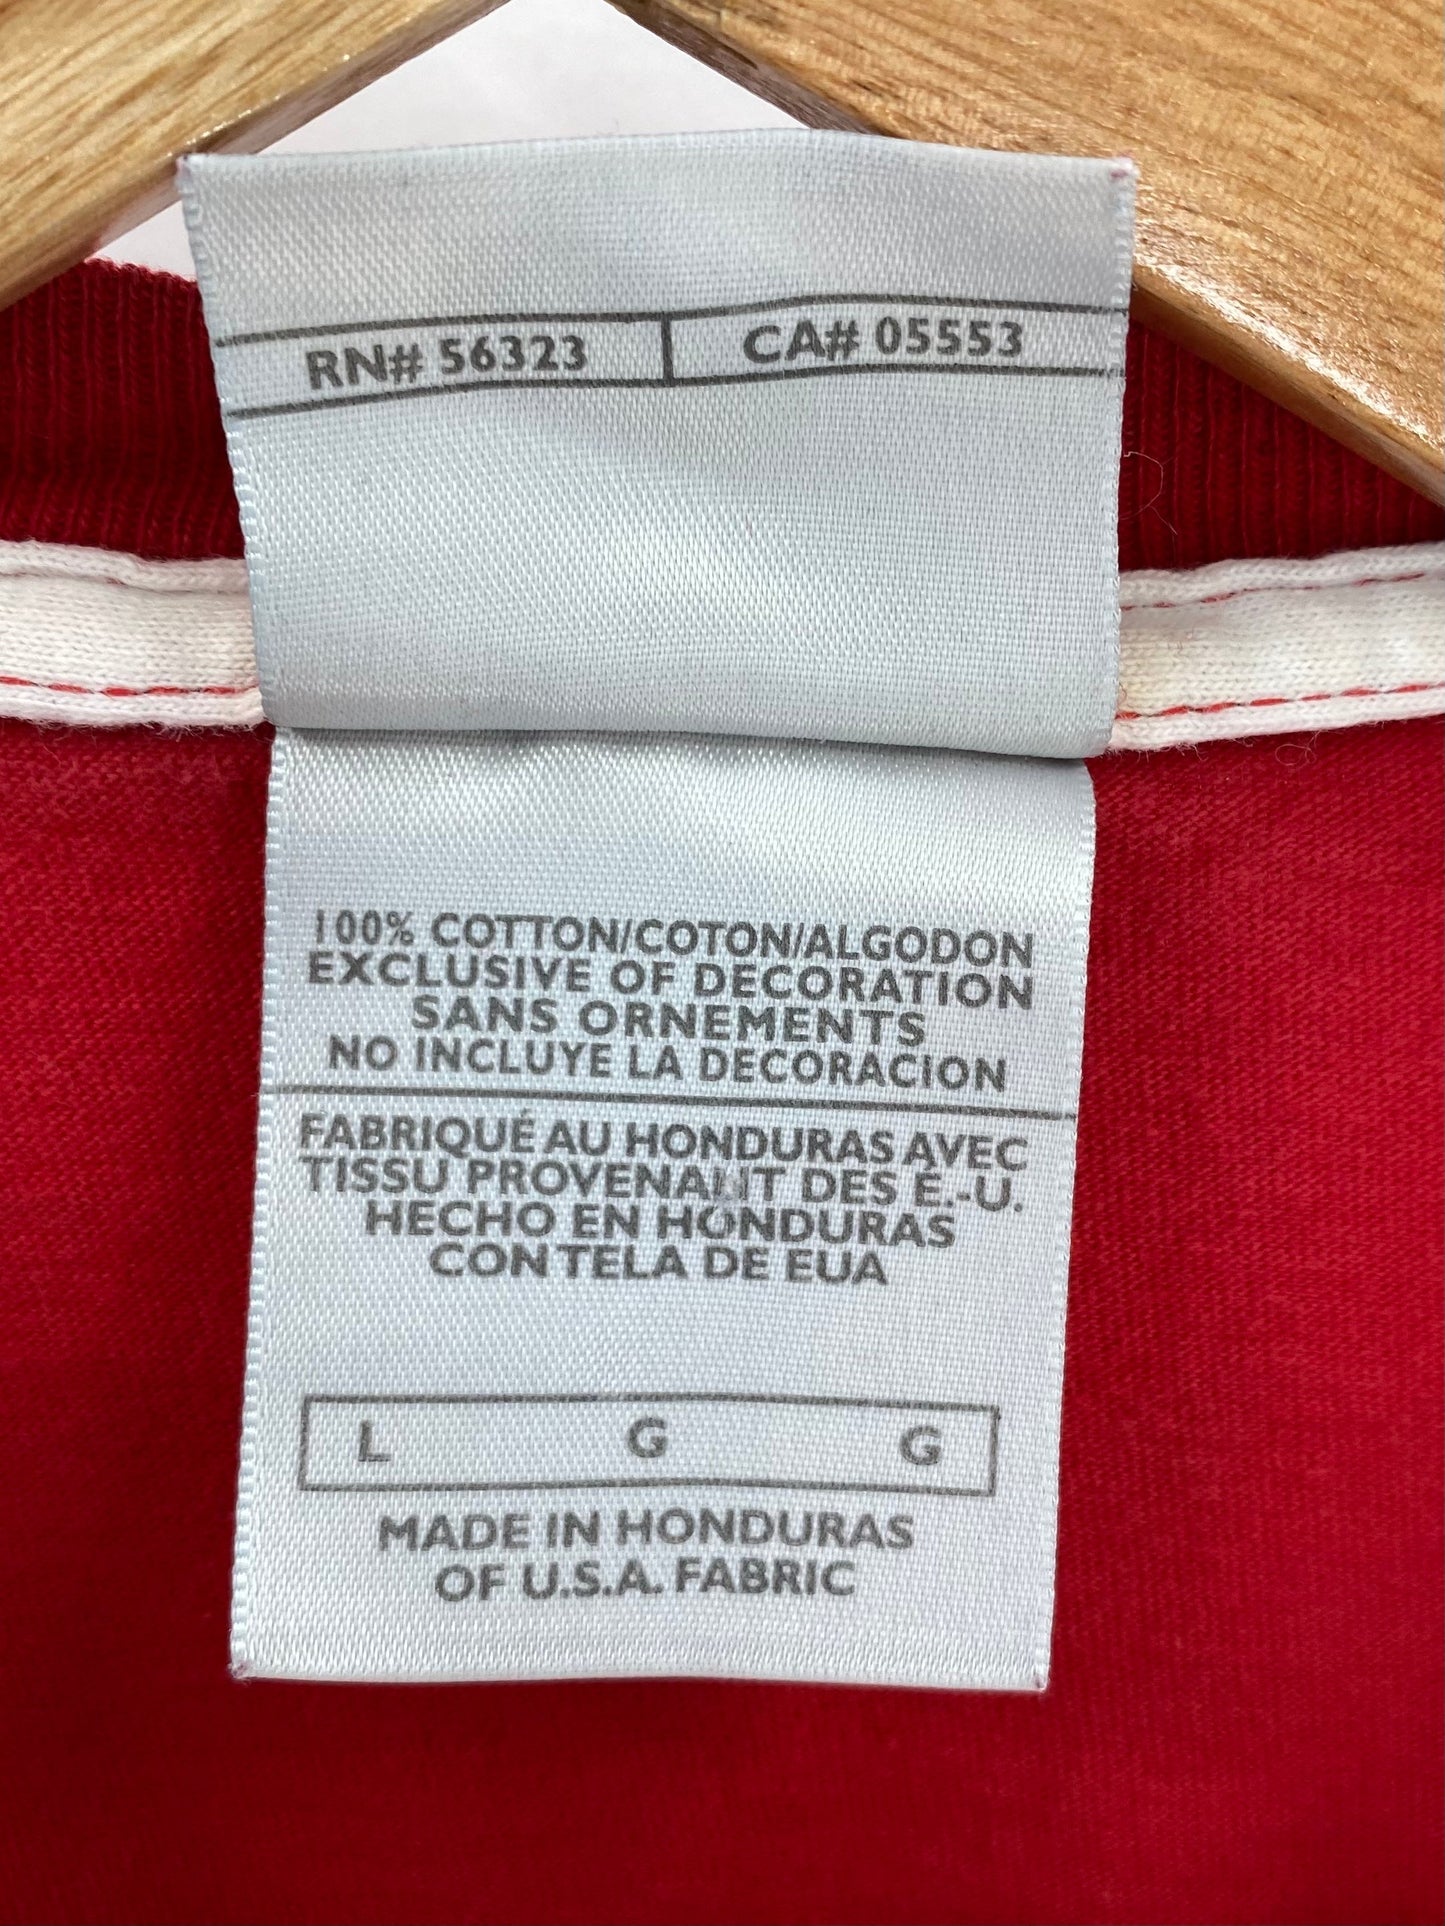 RN# 56323 CA# 05553
100% COTTON/COTON/ALGODON
EXCLUSIVE OF DECORATION
SANS ORNEMENTS
NO INCLUYE LA DECORACION
FABRIQUÉ AU HONDURAS AVEC
TISSU PROVENANT DES É.-U.
HECHO EN HONDURAS
CON TELA DE EUA
L G G
MADE IN HONDURAS
OF U.S.A. FABRIC